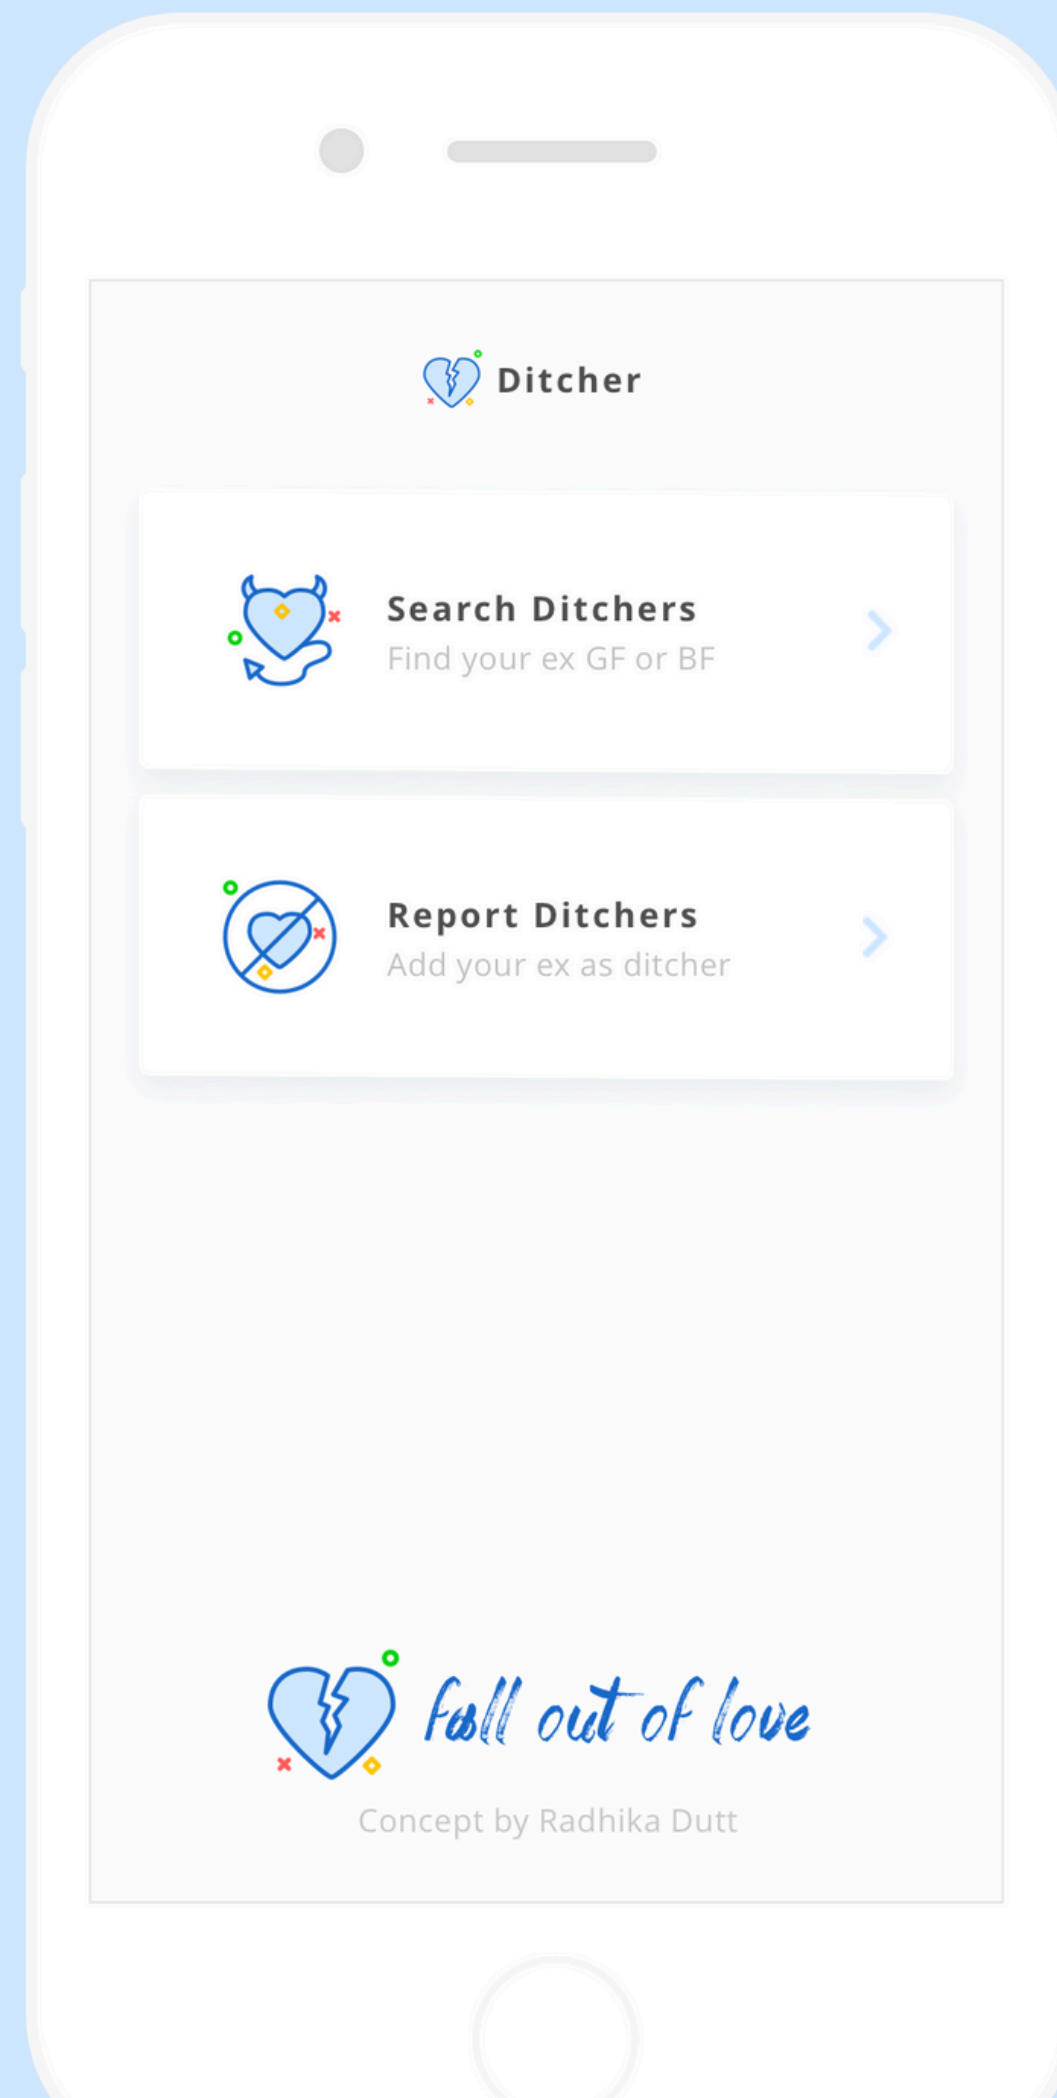 Ditcher
Search Ditchers
Find your ex GF or BF
Report Ditchers
Add your ex as ditcher
fall out of love
Concept by Radhika Dutt